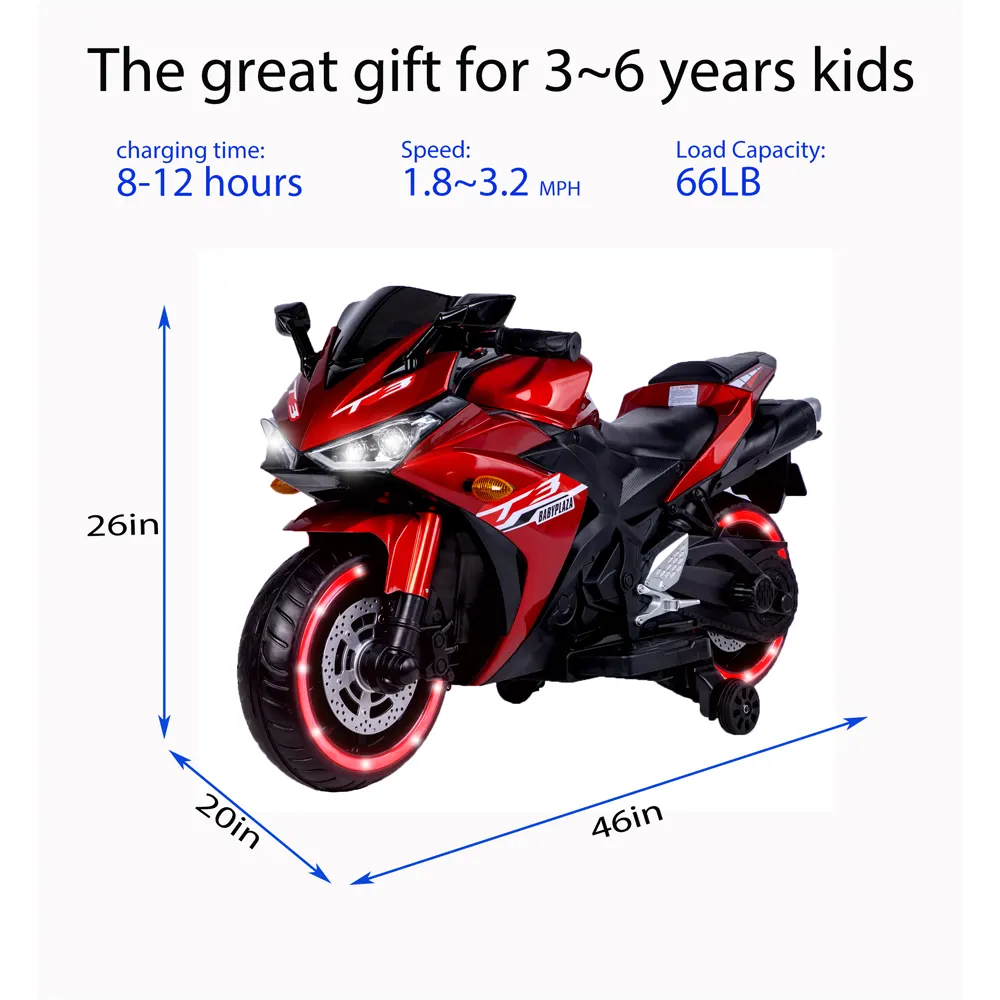 The great gift for 3~6 years kids
charging time:
8-12 hours
Speed:
1.8~3.2 MPH
Load Capacity:
66LB
26in
T3
3
T3
BABYPLAZA
20in
46in